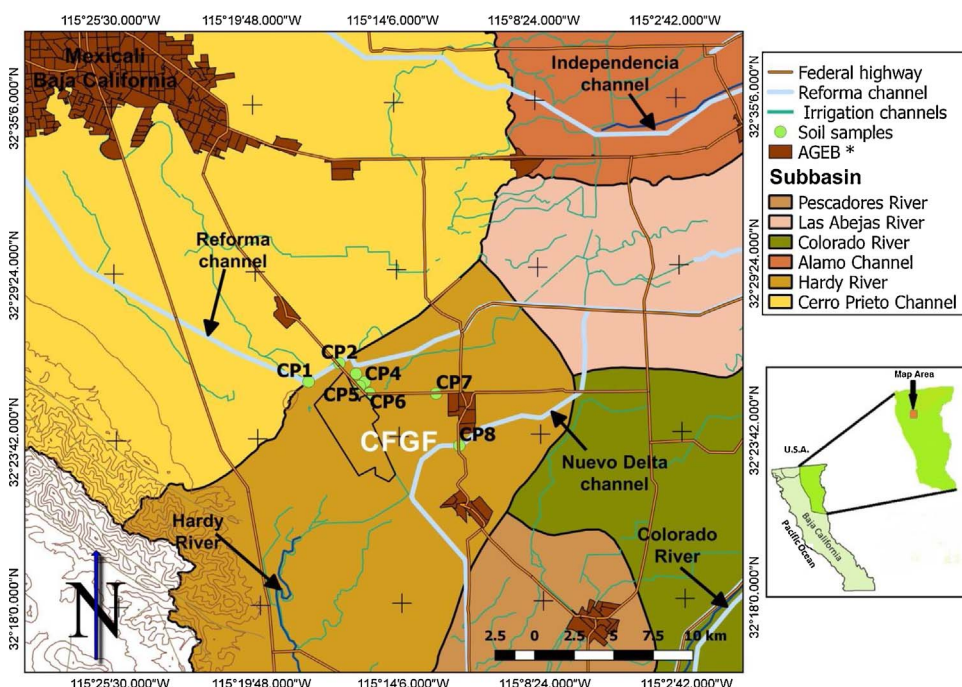 115°25'30.000"W 115°19'48.000"W 115°14'6.000"W 115°8'24.000"W 115°2'42.000"W
32°35'6.000"N
32°29'24.000"N
32°23'42.000"N
32°18'0.000"N
Mexicali
Baja California
Independencia
channel
Reforma
channel
CP1
CP2
CP4
CP5
CP6
CP7
CP8
CFGF
Nuevo Delta
channel
Hardy
River
Colorado
River
N
2.5 0 2.5 5 7.5 10 km
32°35'6.000"N
32°29'24.000"N
32°23'42.000"N
32°18'0.000"N
115°25'30.000"W 115°19'48.000"W 115°14'6.000"W 115°8'24.000"W 115°2'42.000"W
Federal highway
Reforma channel
Irrigation channels
Soil samples
AGEB *
Subbasin
Pescadores River
Las Abejas River
Colorado River
Alamo Channel
Hardy River
Cerro Prieto Channel
Map Area
U.S.A.
Baja California
Pacific Ocean